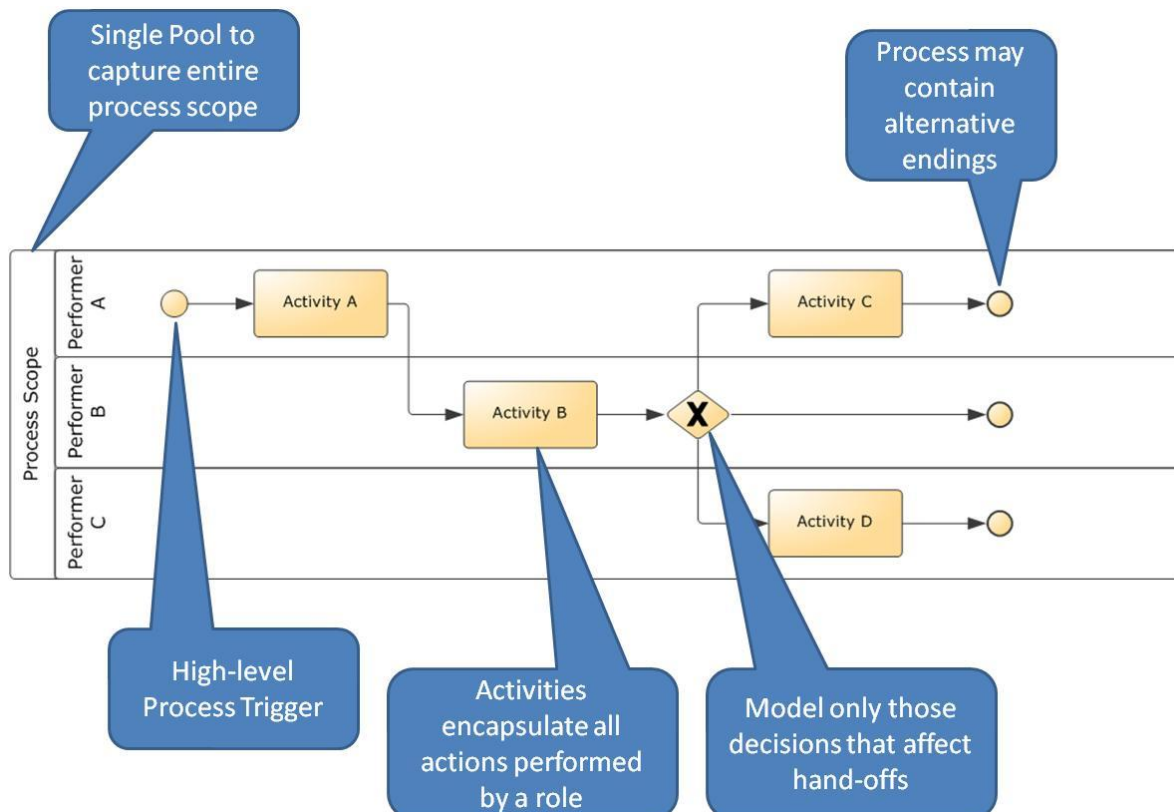 Single Pool to
capture entire
process scope
Process may
contain
alternative
endings
Process Scope
Performer
A
Activity A
Activity C
Performer
B
Activity B
X
Performer
C
Activity D
High-level
Process Trigger
Activities
encapsulate all
actions performed
by a role
Model only those
decisions that affect
hand-offs